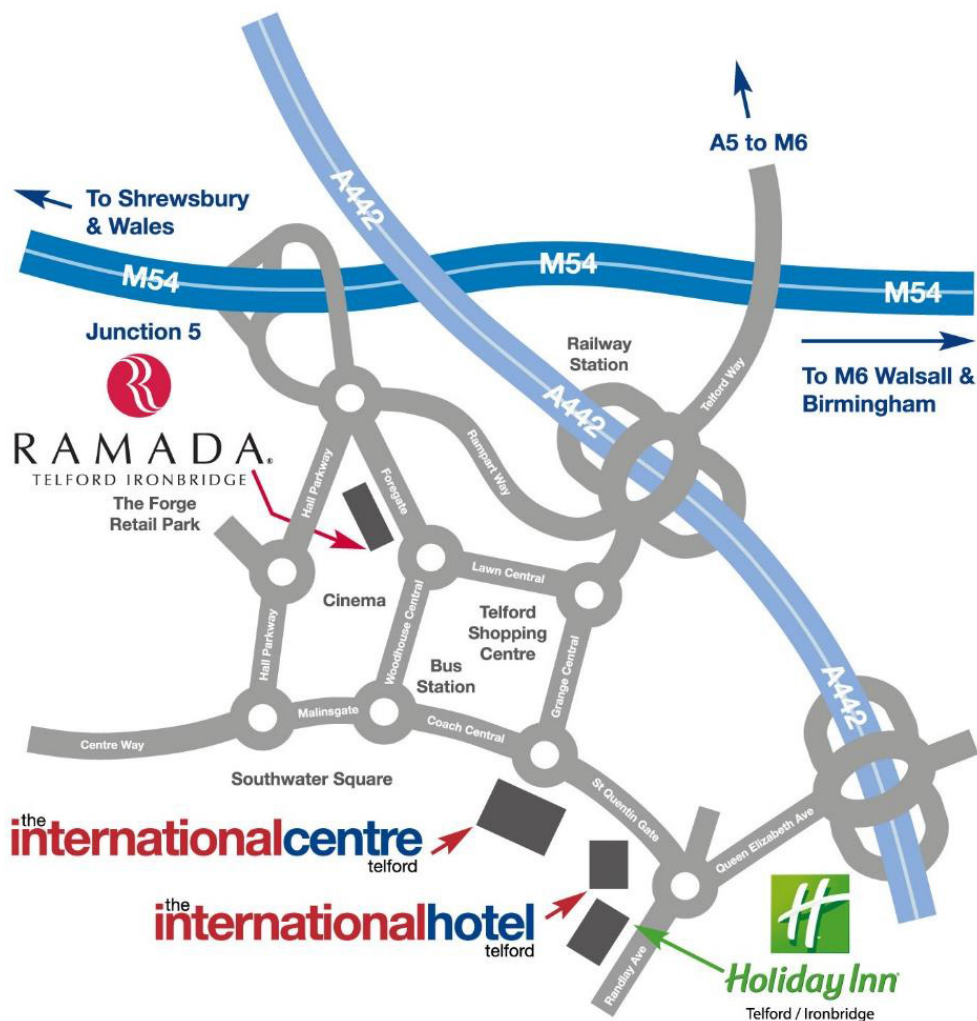 A442
A5 to M6
To Shrewsbury
& Wales
M54
M54
M54
Junction 5
Railway
Station
Telford Way
To M6 Walsall &
Birmingham
A442
RAMADA®
TELFORD IRONBRIDGE
The Forge
Retail Park
Hall Parkway
Foregate
Rampart Way
Cinema
Lawn Central
Telford
Shopping
Centre
Hall Parkway
Woodhouse Central
Bus
Station
Grange Central
Malinsgate
Coach Central
Centre Way
A442
Southwater Square
St Quentin Gate
the
internationalcentre
telford
Queen Elizabeth Ave
the
internationalhotel
telford
Randlay Ave
H
Holiday Inn
Telford / Ironbridge